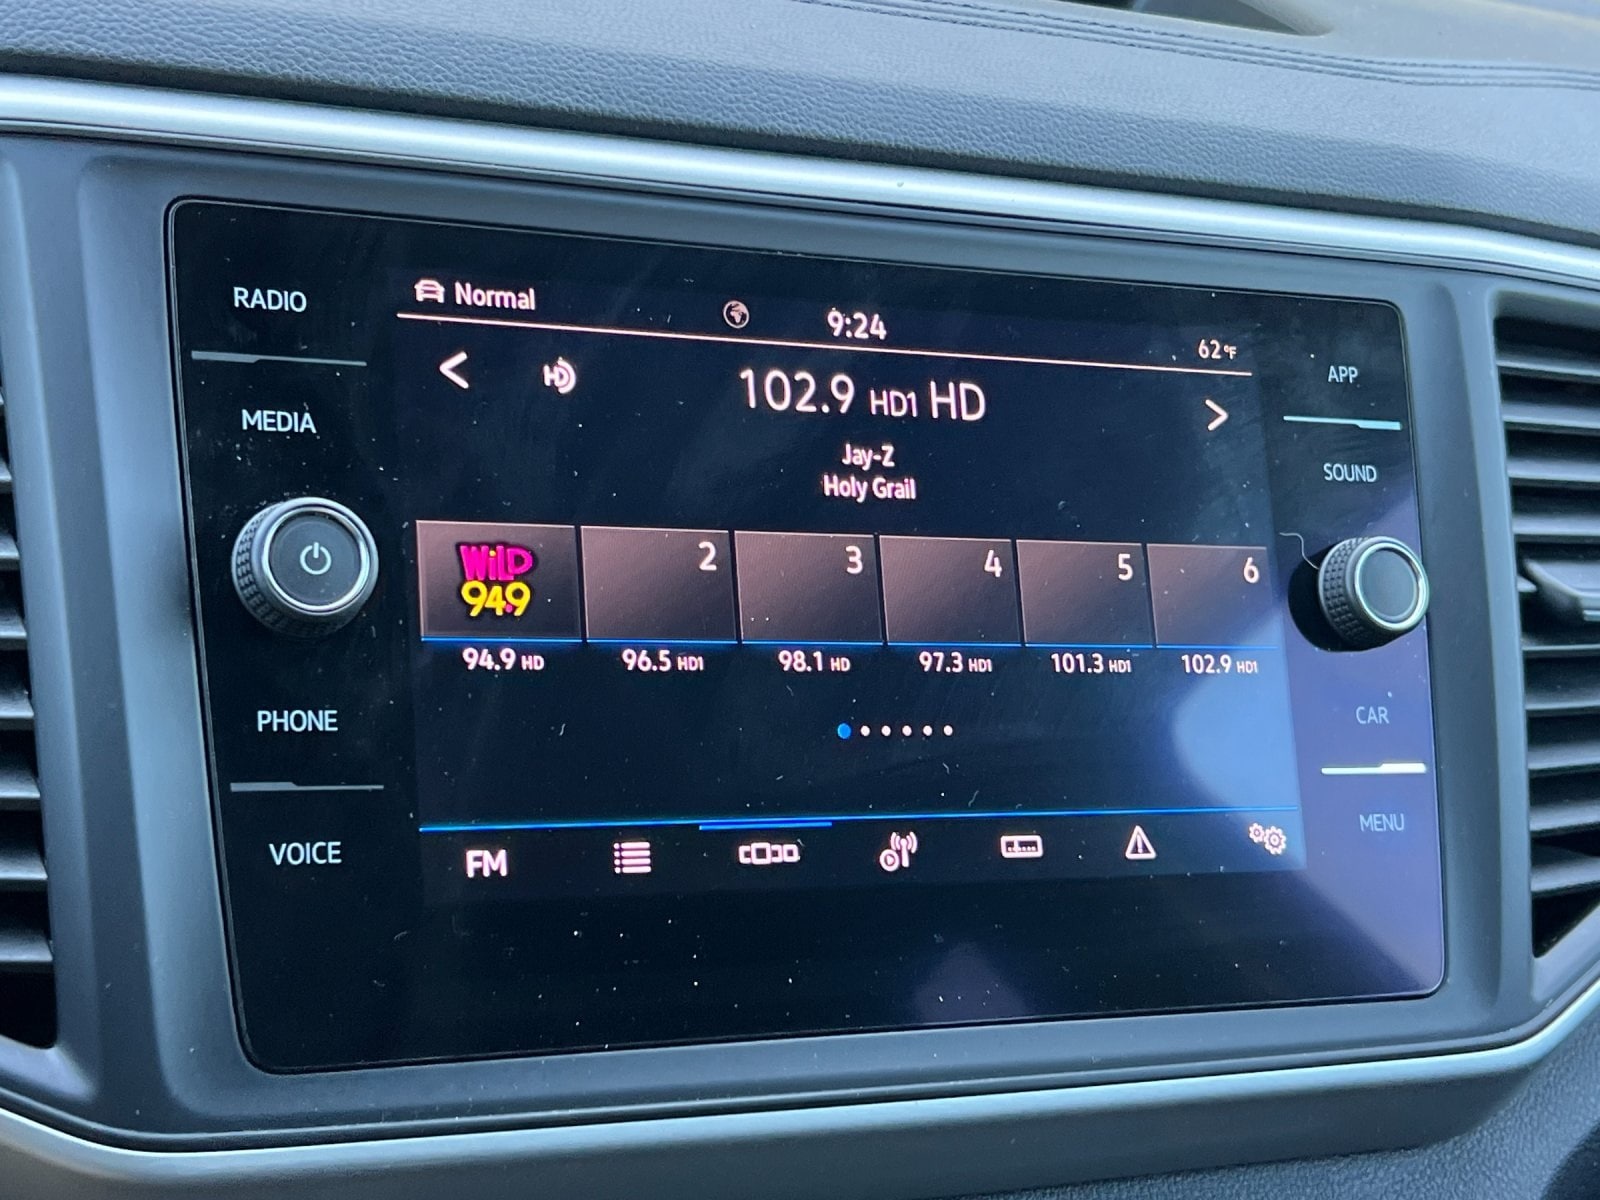 RADIO
MEDIA
PHONE
VOICE
Normal
9:24
62°F
HD
102.9 HD1 HD
Jay-Z
Holy Grail
WiLD
94.9
2
3
4
5
6
94.9 HD
96.5 HD1
98.1 HD
97.3 HD1
101.3 HD1
102.9 HD1
FM
APP
SOUND
CAR
MENU